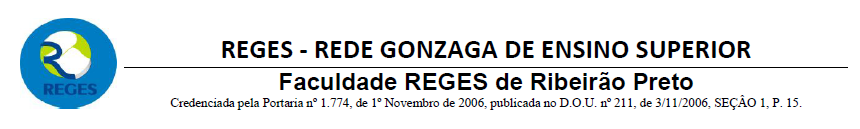 REGES - REDE GONZAGA DE ENSINO SUPERIOR
REGES
Faculdade REGES de Ribeirão Preto
Credenciada pela Portaria nº 1.774, de 1º Novembro de 2006, publicada no D.O.U. nº 211, de 3/11/2006, SEÇÂO 1, P. 15.